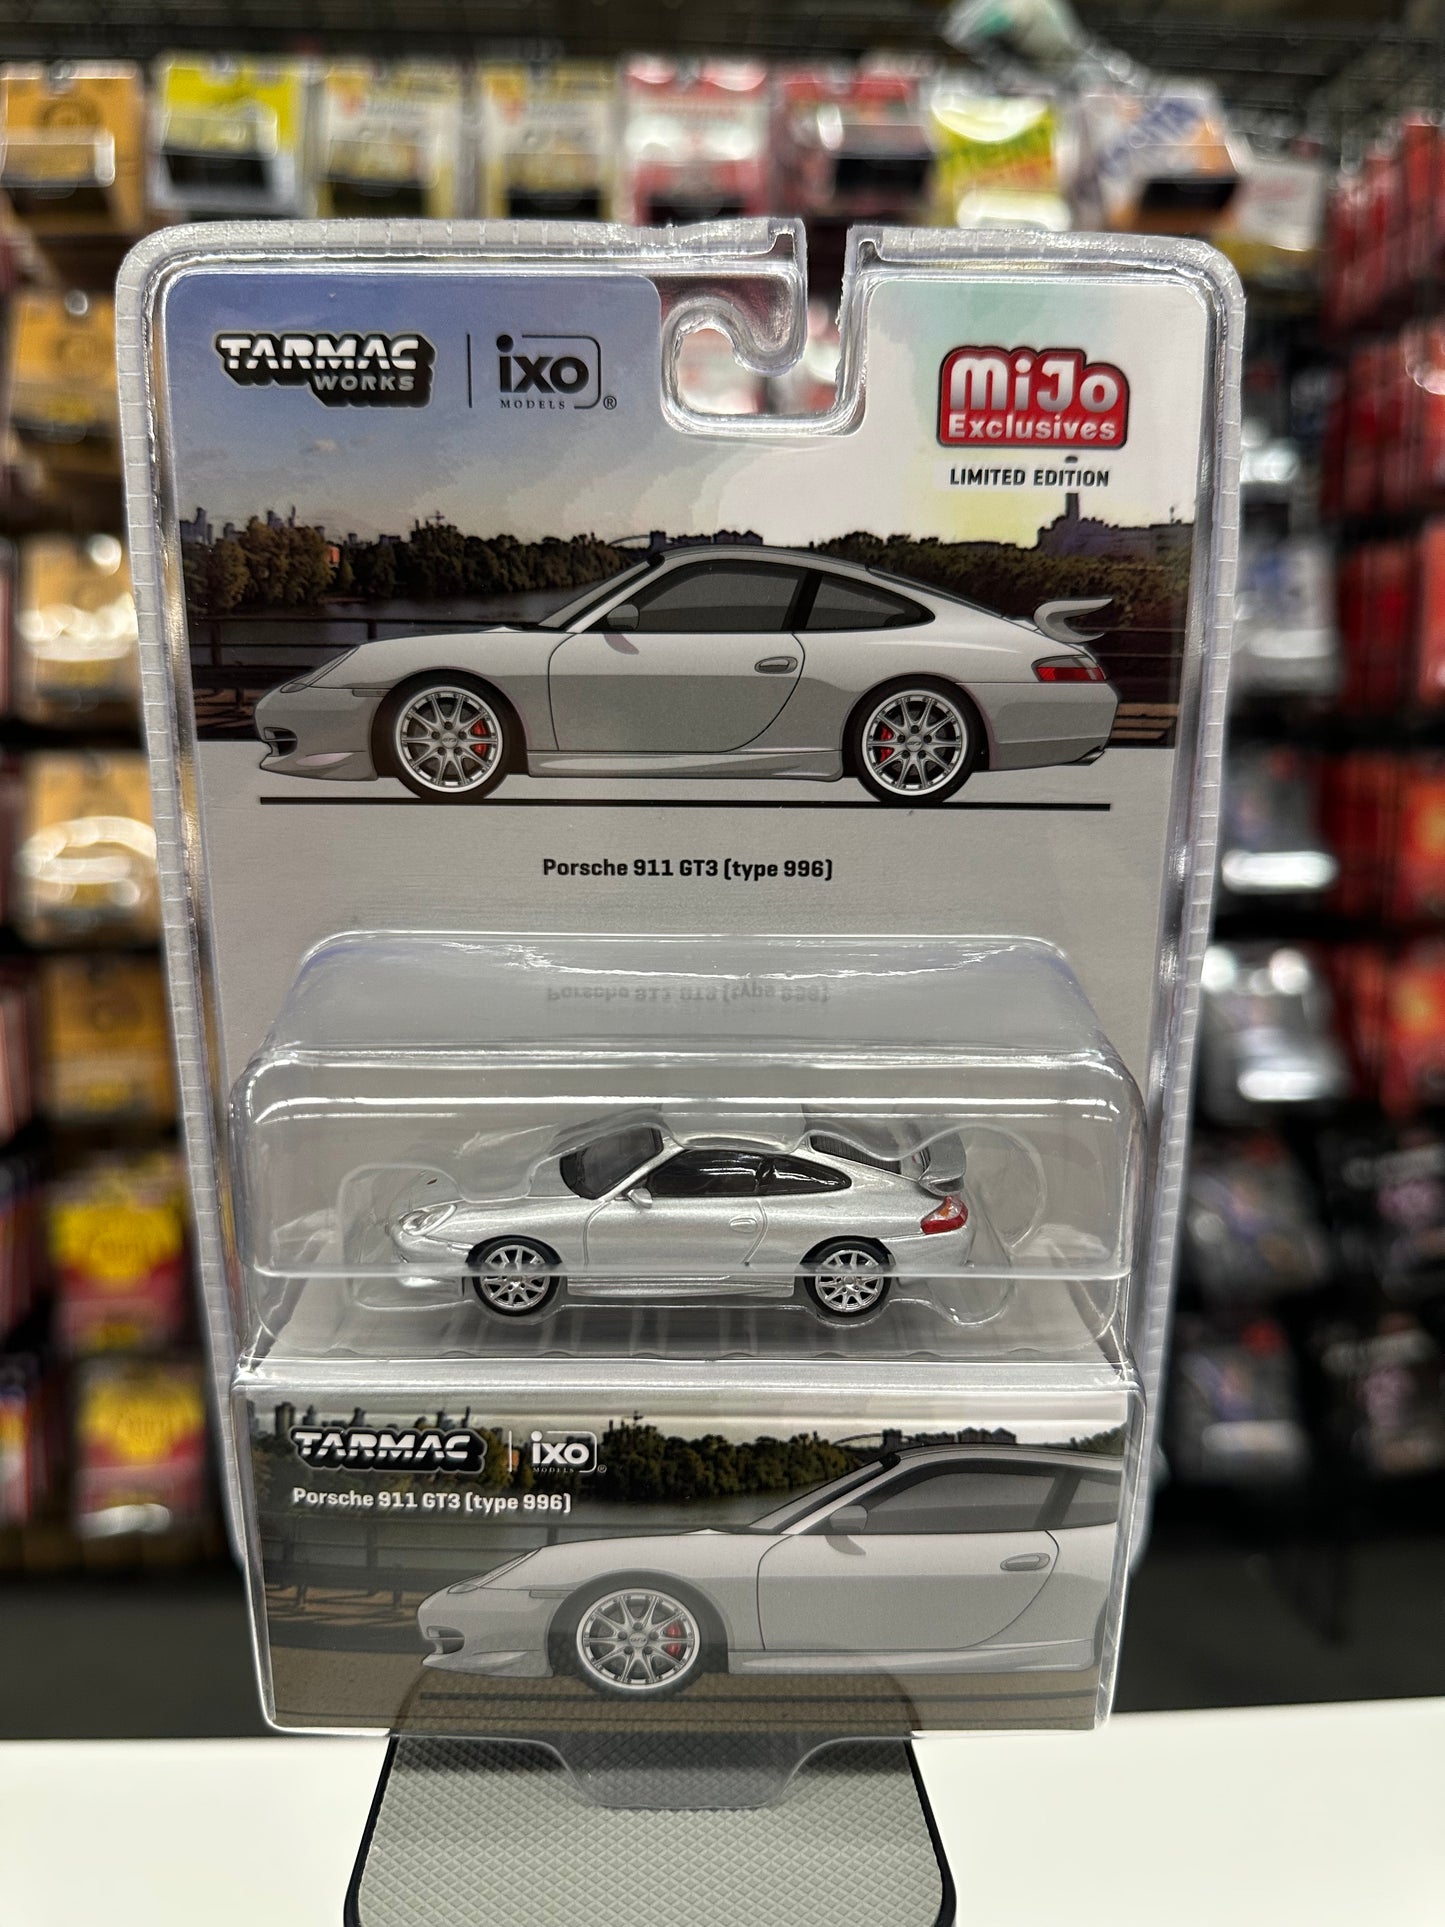 TARMAC WORKS
ixo MODELS ®
MiJo
Exclusives
LIMITED EDITION
Porsche 911 GT3 (type 996)
TARMAC
ixo MODELS ®
Porsche 911 GT3 (type 996)